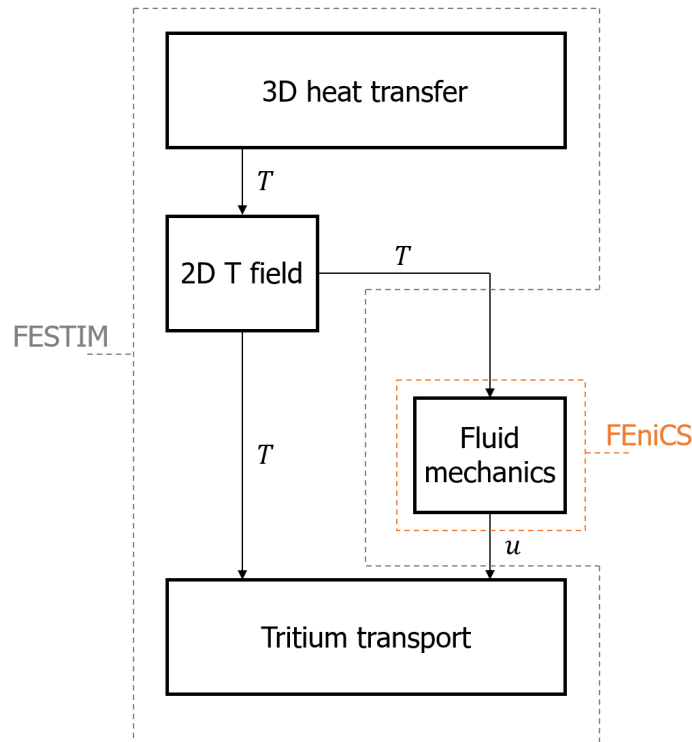 3D heat transfer
T
2D T field
T
FESTIM
Fluid
mechanics
FEniCS
T
u
Tritium transport